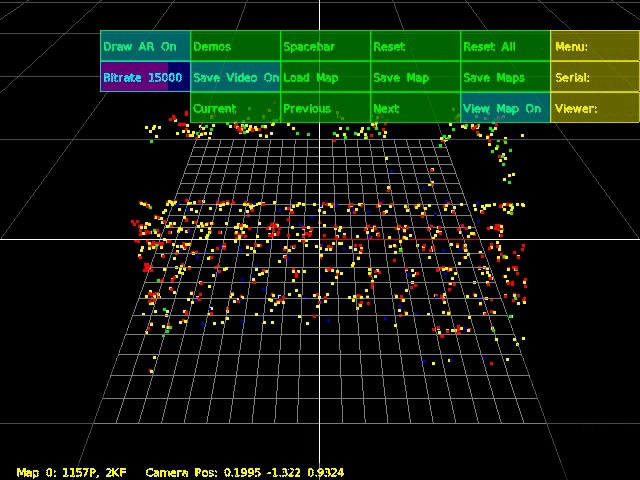 Draw AR On Demos Spacebar Reset Reset All Menu:
Bitrate 15000 Save Video On Load Map Save Map Save Maps Serial:
Current Previous Next View Map On Viewer:
Map 0: 1157P, 2KF Camera Pos: 0.1995 -1.322 0.9324